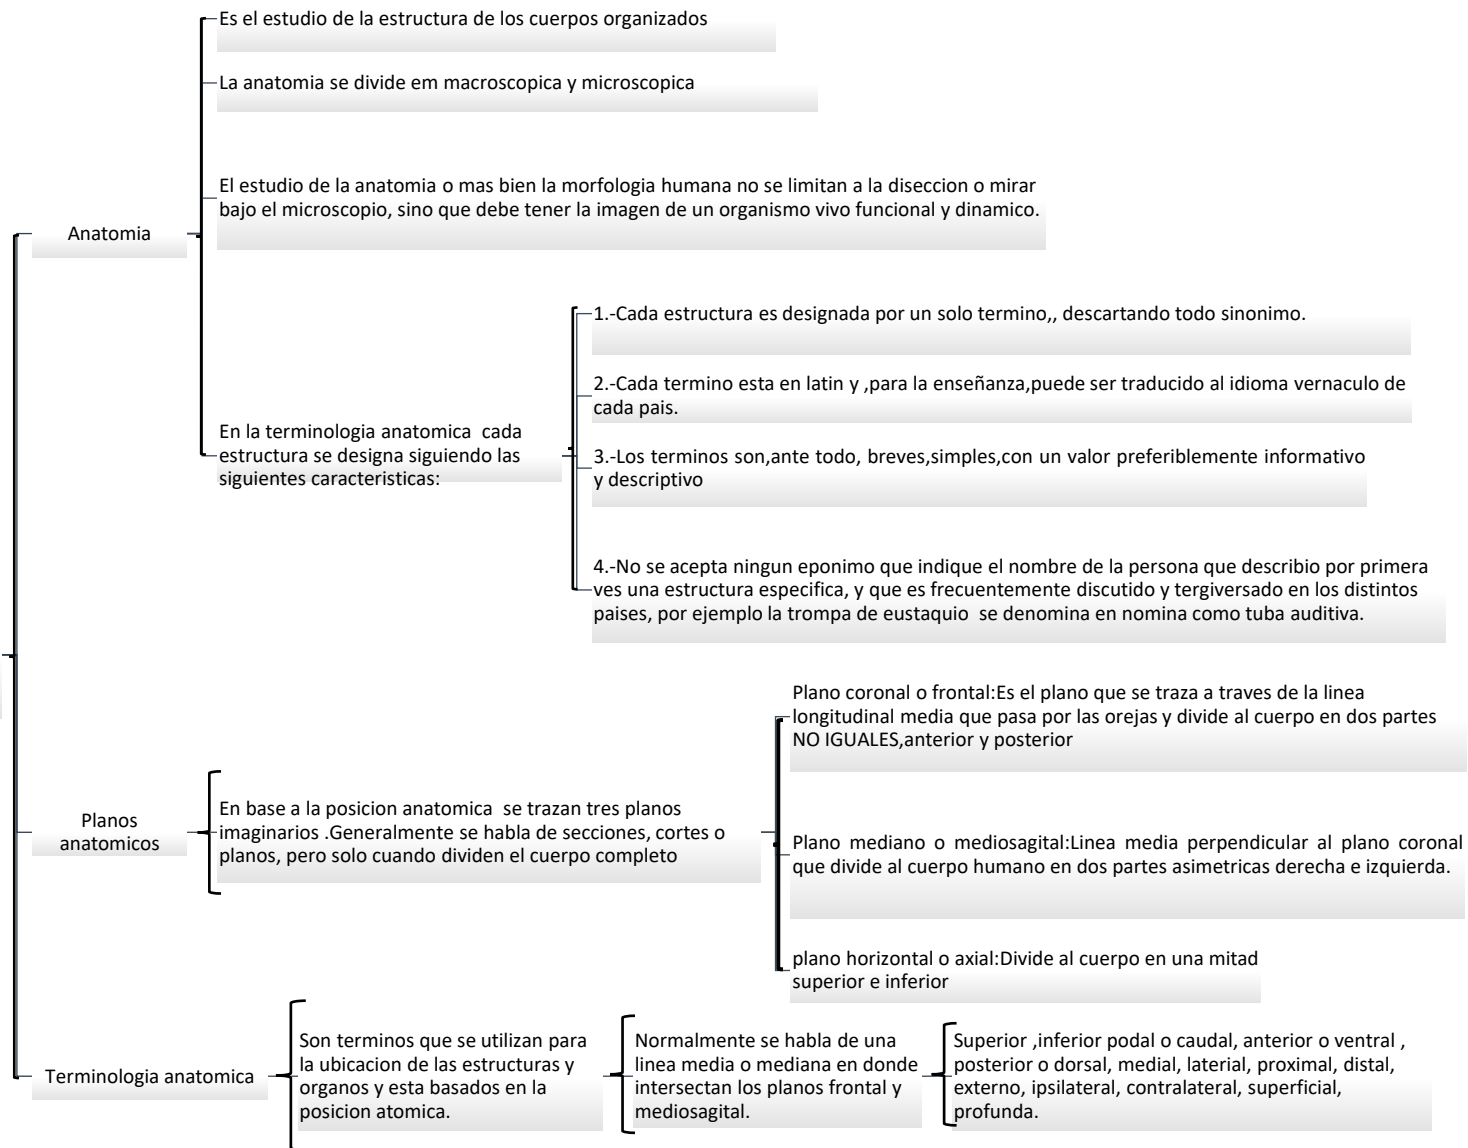 Es el estudio de la estructura de los cuerpos organizados
La anatomia se divide em macroscopica y microscopica
El estudio de la anatomia o mas bien la morfologia humana no se limitan a la diseccion o mirar
bajo el microscopio, sino que debe tener la imagen de un organismo vivo funcional y dinamico.
Anatomia
1.-Cada estructura es designada por un solo termino,, descartando todo sinonimo.
2.-Cada termino esta en latin y ,para la enseñanza,puede ser traducido al idioma vernaculo de
cada pais.
En la terminologia anatomica cada
estructura se designa siguiendo las
siguientes caracteristicas:
3.-Los terminos son,ante todo, breves,simples,con un valor preferiblemente informativo
y descriptivo
4.-No se acepta ningun eponimo que indique el nombre de la persona que describio por primera
ves una estructura especifica, y que es frecuentemente discutido y tergiversado en los distintos
paises, por ejemplo la trompa de eustaquio se denomina en nomina como tuba auditiva.
Planos
anatomicos
En base a la posicion anatomica se trazan tres planos
imaginarios .Generalmente se habla de secciones, cortes o
planos, pero solo cuando dividen el cuerpo completo
Plano coronal o frontal:Es el plano que se traza a traves de la linea
longitudinal media que pasa por las orejas y divide al cuerpo en dos partes
NO IGUALES,anterior y posterior
Plano mediano o mediosagital:Linea media perpendicular al plano coronal
que divide al cuerpo humano en dos partes asimetricas derecha e izquierda.
plano horizontal o axial:Divide al cuerpo en una mitad
superior e inferior
Terminologia anatomica
Son terminos que se utilizan para
la ubicacion de las estructuras y
organos y esta basados en la
posicion atomica.
Normalmente se habla de una
linea media o mediana en donde
intersectan los planos frontal y
mediosagital.
Superior ,inferior podal o caudal, anterior o ventral ,
posterior o dorsal, medial, laterial, proximal, distal,
externo, ipsilateral, contralateral, superficial,
profunda.